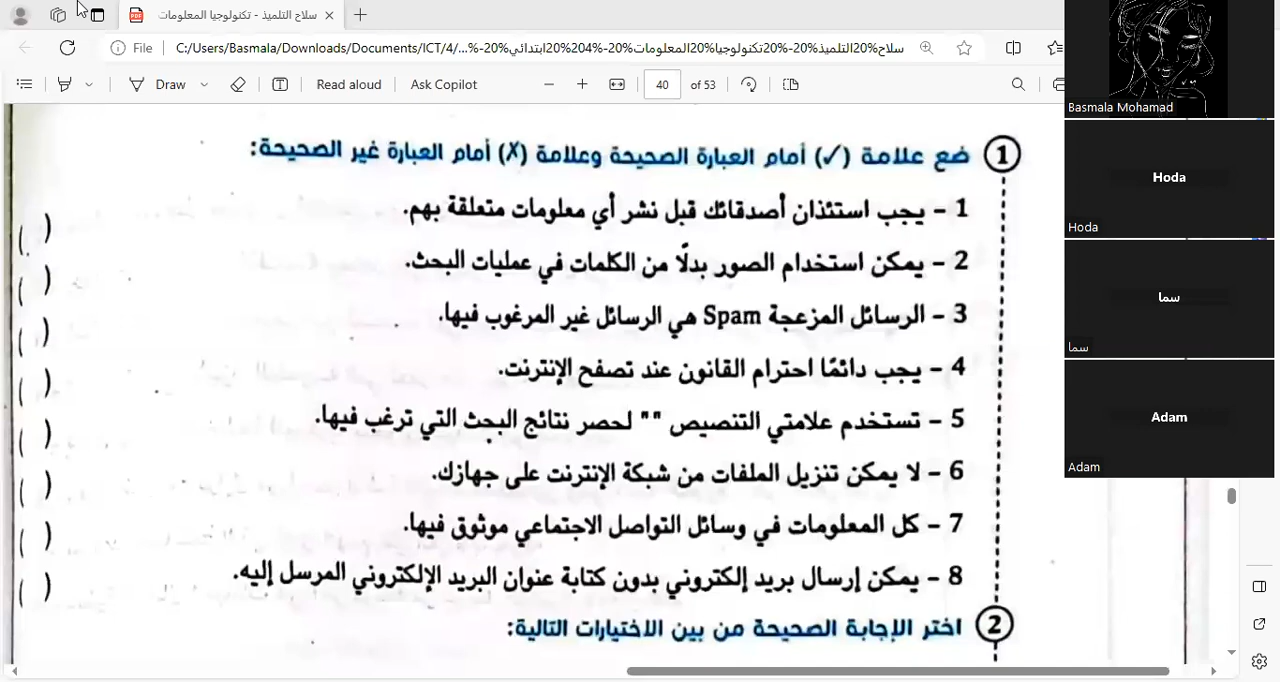 سلاح التلميذ - تكنولوجيا المعلومات
File C:/Users/Basmala/Downloads/Documents/ICT/4/...سلاح%20التلميذ%20-%20تكنولوجيا%20المعلومات%20-%204%20ابتدائي%20-%20
Draw Read aloud Ask Copilot 40 of 53
Basmala Mohamad
Hoda
Hoda
سما
سما
Adam
Adam
1 ضع علامة (✓) أمام العبارة الصحيحة وعلامة (✗) أمام العبارة غير الصحيحة:
1 – يجب استئذان أصدقائك قبل نشر أي معلومات متعلقة بهم. ( )
2 – يمكن استخدام الصور بدلًا من الكلمات في عمليات البحث. ( )
3 – الرسائل المزعجة Spam هي الرسائل غير المرغوب فيها. ( )
4 – يجب دائمًا احترام القانون عند تصفح الإنترنت. ( )
5 – تستخدم علامتي التنصيص "" لحصر نتائج البحث التي ترغب فيها. ( )
6 – لا يمكن تنزيل الملفات من شبكة الإنترنت على جهازك. ( )
7 – كل المعلومات في وسائل التواصل الاجتماعي موثوق فيها. ( )
8 – يمكن إرسال بريد إلكتروني بدون كتابة عنوان البريد الإلكتروني المرسل إليه. ( )
2 اختر الإجابة الصحيحة من بين الاختيارات التالية: